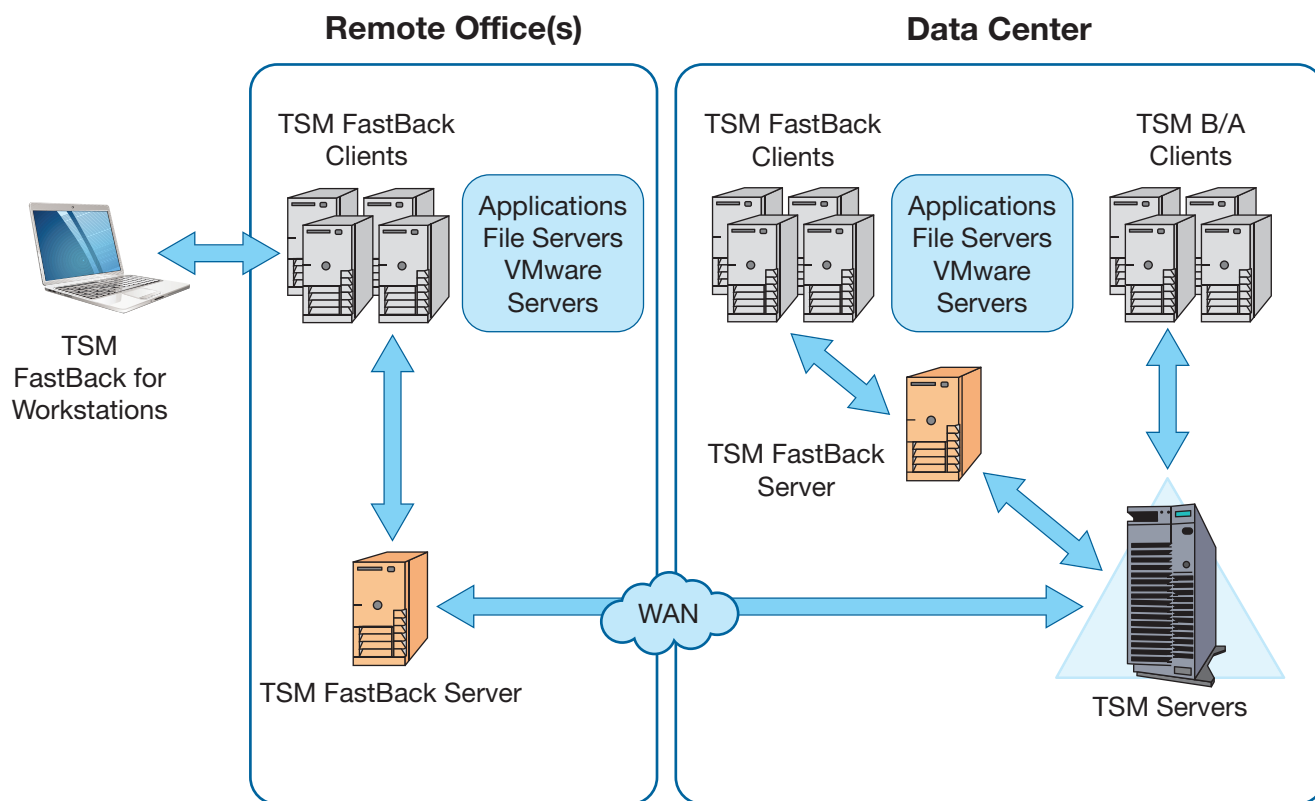 Remote Office(s)
Data Center
TSM FastBack
Clients
Applications
File Servers
VMware
Servers
TSM
FastBack for
Workstations
TSM FastBack Server
WAN
TSM FastBack
Clients
Applications
File Servers
VMware
Servers
TSM B/A
Clients
TSM FastBack
Server
TSM Servers